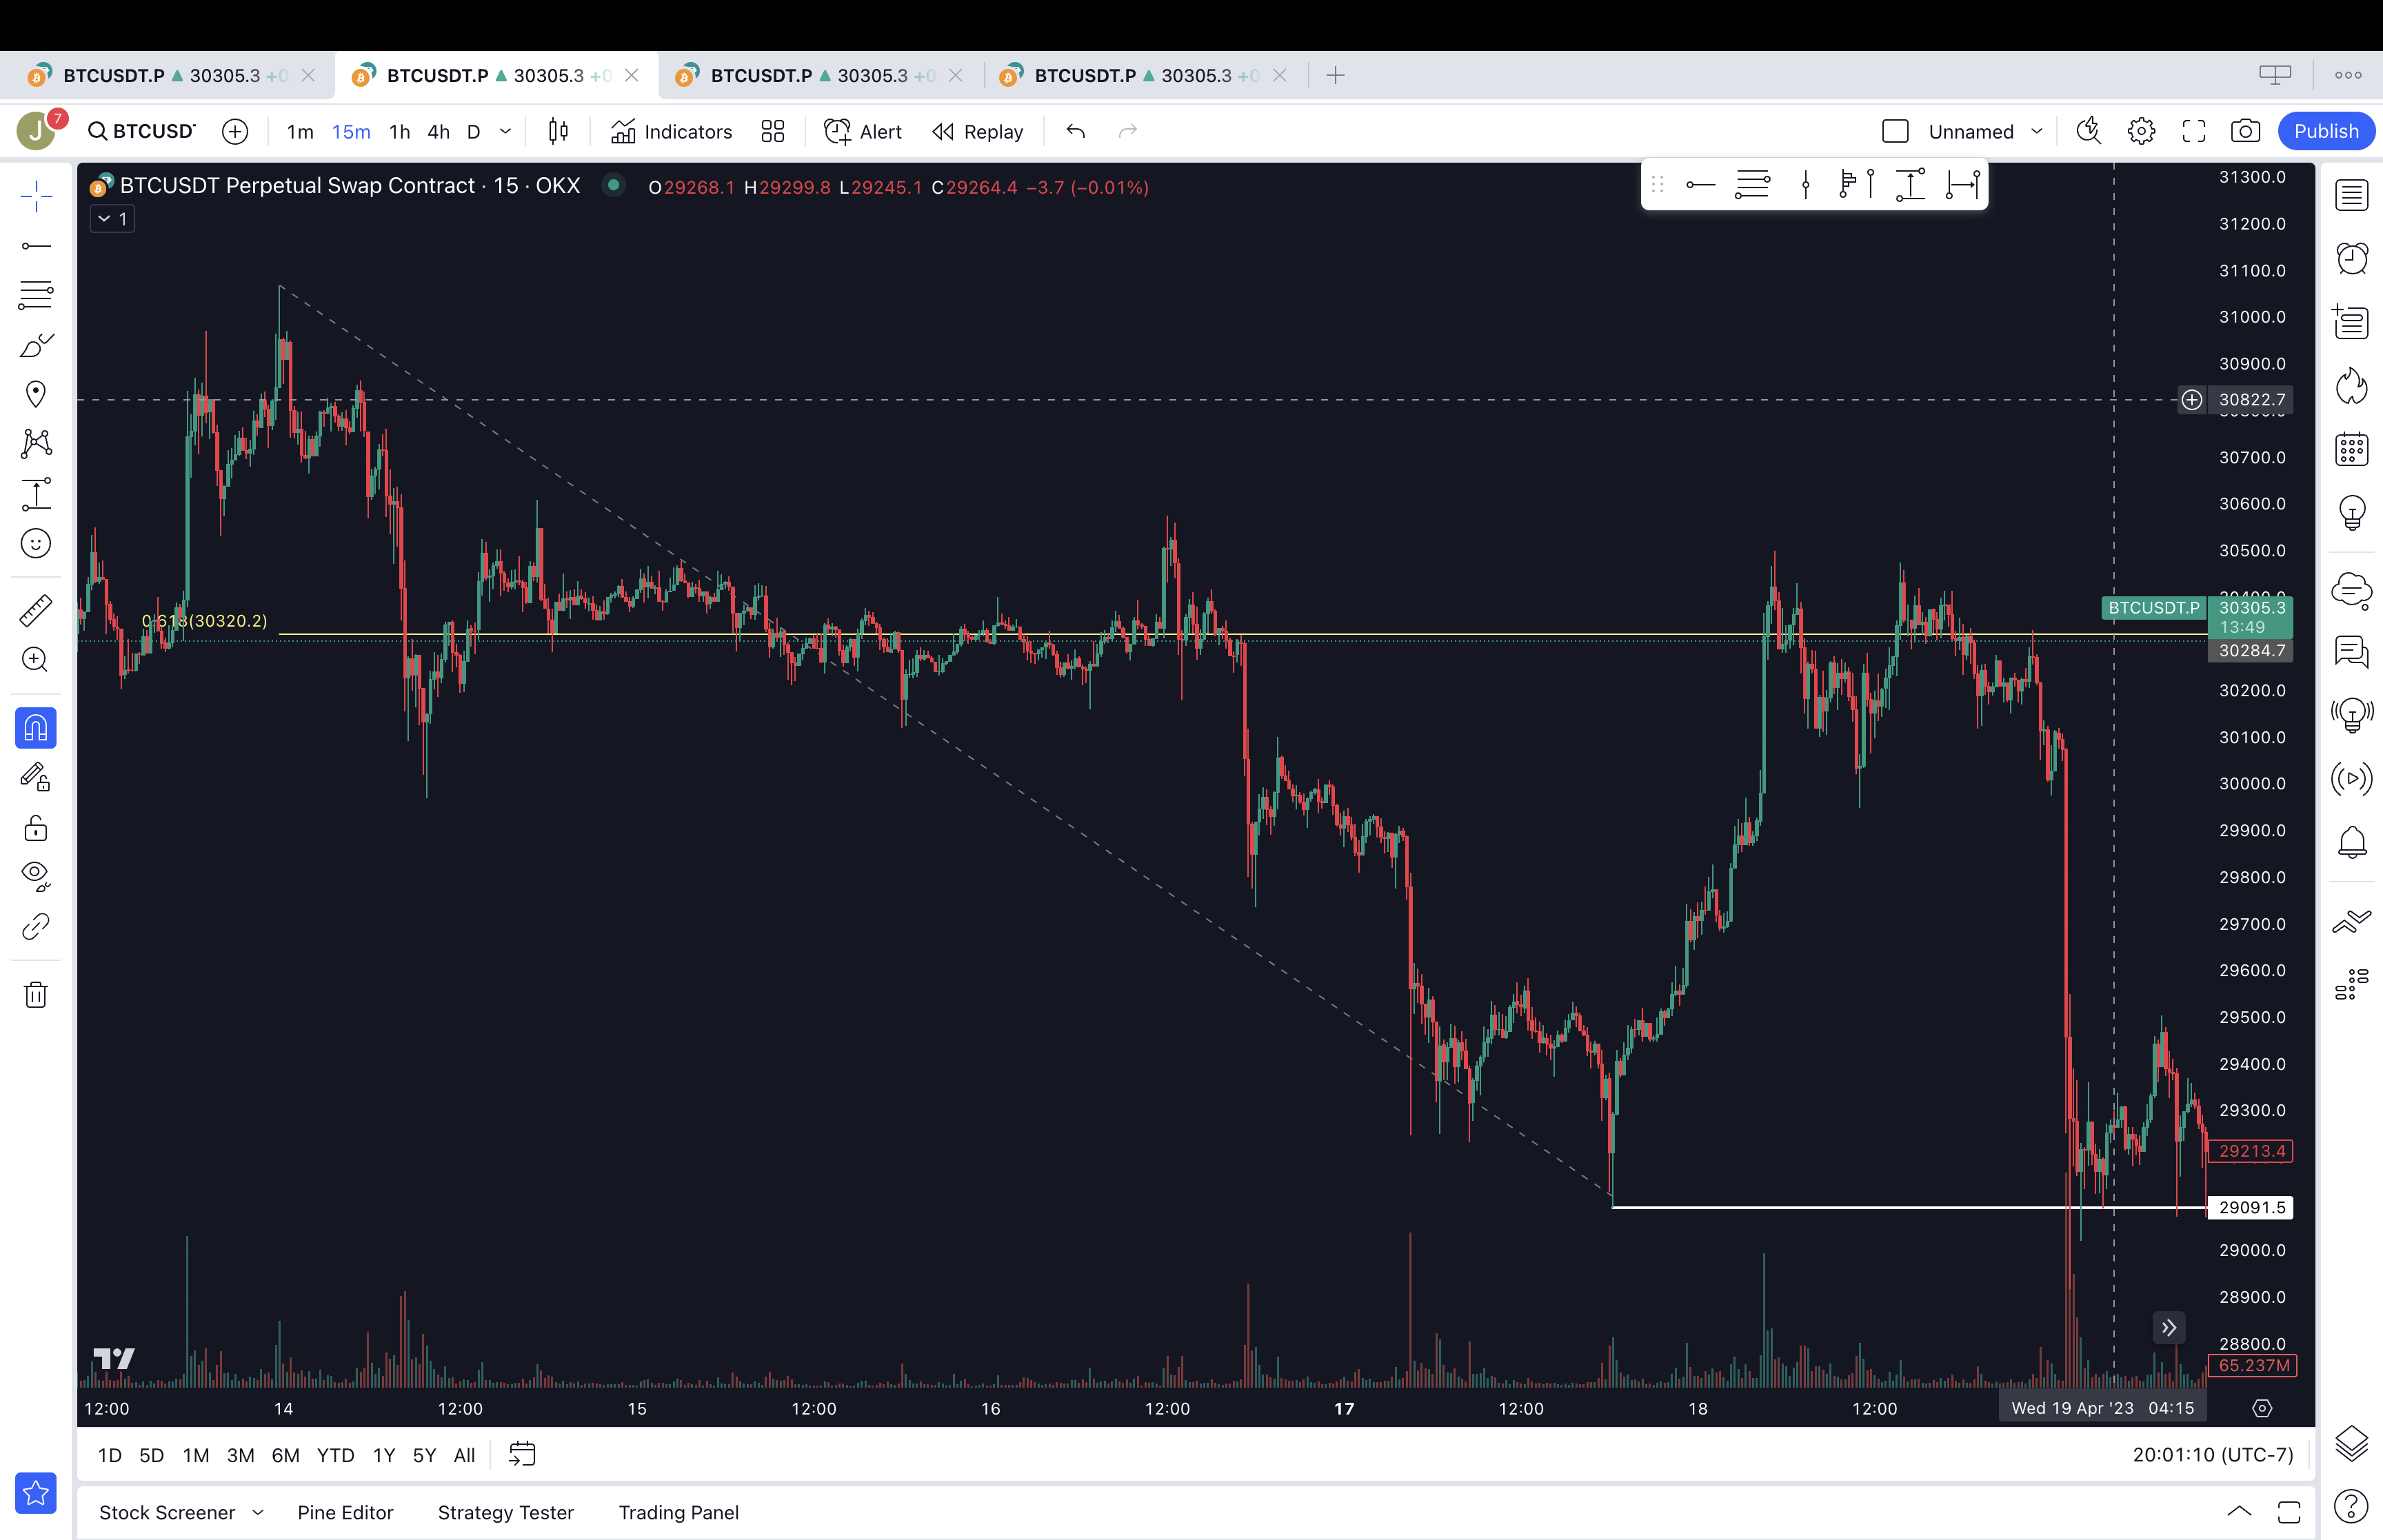 BTCUSDT.P 30305.3 +0
BTCUSDT.P 30305.3 +0
BTCUSDT.P 30305.3 +0
BTCUSDT.P 30305.3 +0
J 7 BTCUSD 1m 15m 1h 4h D Indicators Alert Replay Unnamed Publish
BTCUSDT Perpetual Swap Contract · 15 · OKX O29268.1 H29299.8 L29245.1 C29264.4 −3.7 (−0.01%)
1
31300.0
31200.0
31100.0
31000.0
30900.0
30822.7
30700.0
30600.0
30500.0
BTCUSDT.P 30305.3
13:49
0.618(30320.2)
30284.7
30200.0
30100.0
30000.0
29900.0
29800.0
29700.0
29600.0
29500.0
29400.0
29300.0
29213.4
29091.5
29000.0
28900.0
28800.0
65.237M
12:00 14 12:00 15 12:00 16 12:00 17 12:00 18 12:00 Wed 19 Apr '23 04:15
1D 5D 1M 3M 6M YTD 1Y 5Y All 20:01:10 (UTC-7)
Stock Screener Pine Editor Strategy Tester Trading Panel